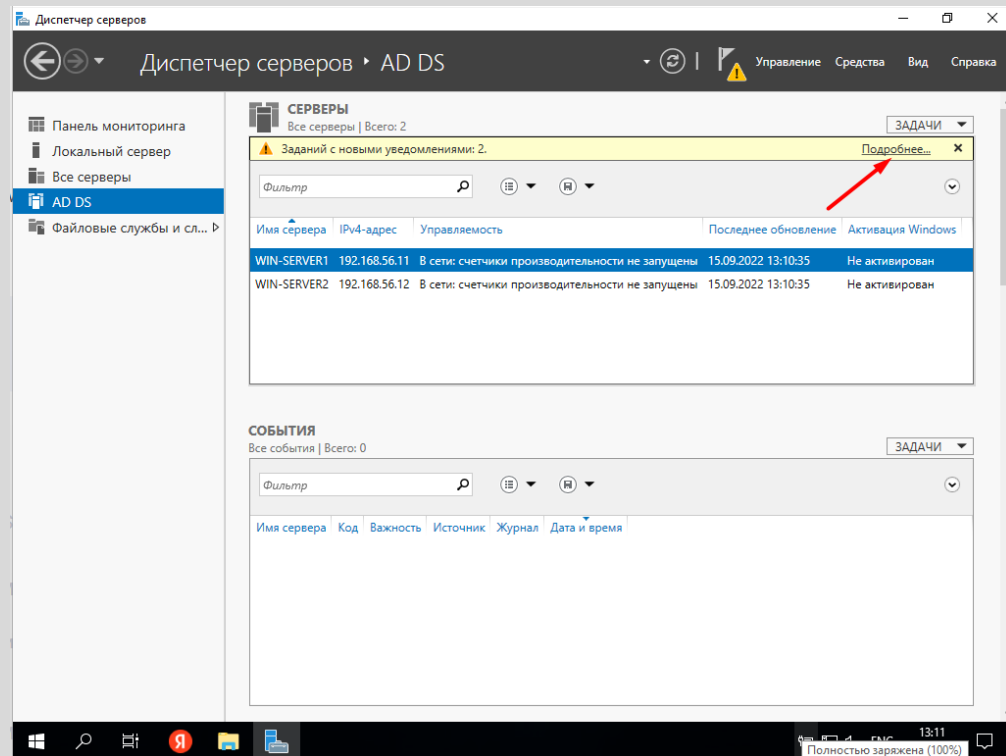 Диспетчер серверов
Диспетчер серверов ‣ AD DS
Управление Средства Вид Справка
Панель мониторинга
Локальный сервер
Все серверы
AD DS
Файловые службы и сл...
СЕРВЕРЫ
Все серверы | Всего: 2
ЗАДАЧИ
Заданий с новыми уведомлениями: 2.
Подробнее...
Фильтр
Имя сервера IPv4-адрес Управляемость Последнее обновление Активация Windows
WIN-SERVER1 192.168.56.11 В сети: счетчики производительности не запущены 15.09.2022 13:10:35 Не активирован
WIN-SERVER2 192.168.56.12 В сети: счетчики производительности не запущены 15.09.2022 13:10:35 Не активирован
СОБЫТИЯ
Все события | Всего: 0
ЗАДАЧИ
Фильтр
Имя сервера Код Важность Источник Журнал Дата и время
Я
13:11
Полностью заряжена (100%)